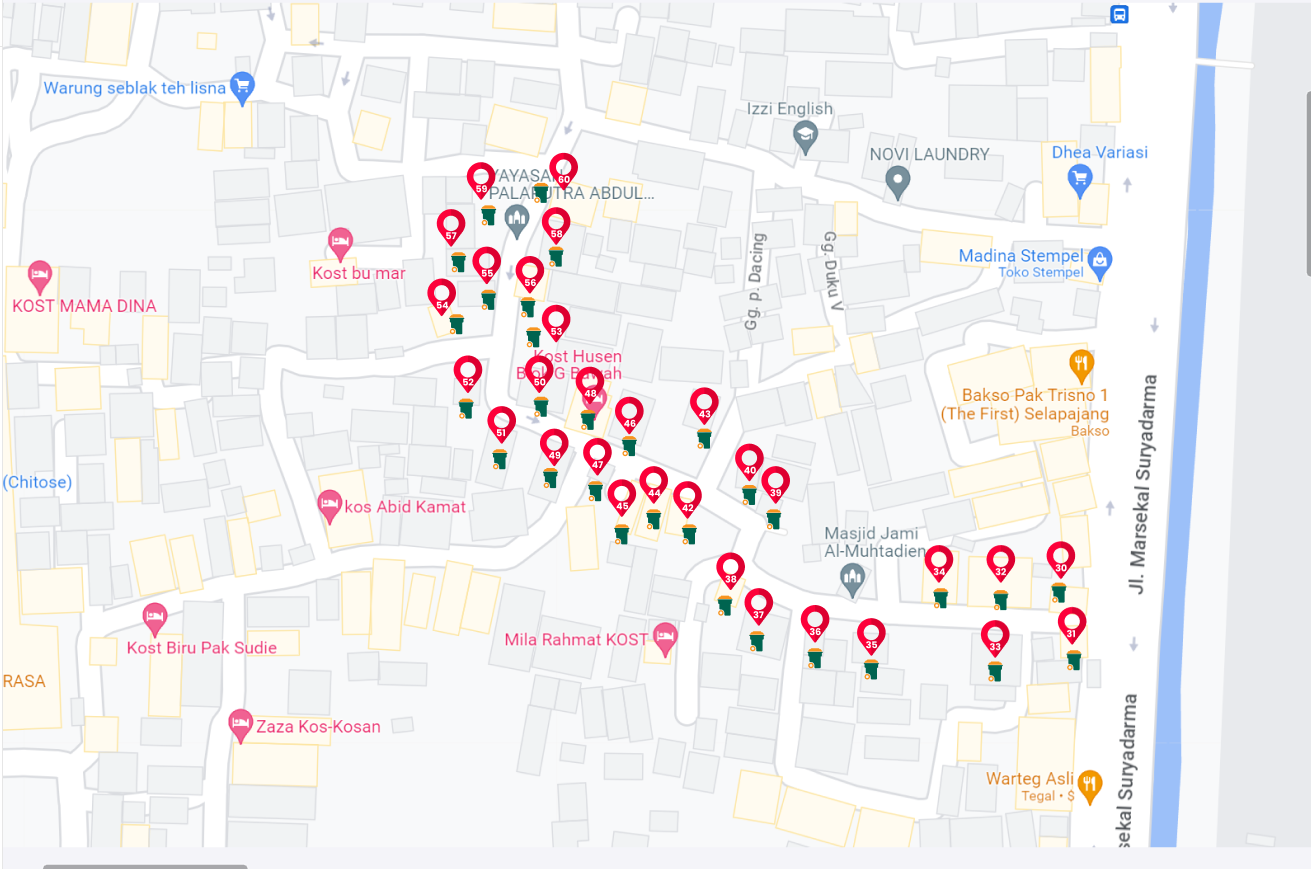 Warung seblak teh lisna
Izzi English
NOVI LAUNDRY
Dhea Variasi
59
60
YAYASAN
PALAPUTRA ABDUL...
57
58
Kost bu mar
KOST MAMA DINA
55
56
54
53
Gg. p. Dacing
Gg. Duku V
Madina Stempel
Toko Stempel
Kost Husen
Blok G Bawah
52
50
48
46
43
51
49
47
45
44
42
40
39
Bakso Pak Trisno 1
(The First) Selapajang
Bakso
Jl. Marsekal Suryadarma
(Chitose)
kos Abid Kamat
Masjid Jami
Al-Muhtadien
38
37
36
35
34
32
30
33
31
Mila Rahmat KOST
Kost Biru Pak Sudie
RASA
Zaza Kos-Kosan
Warteg Asli
Tegal • $
sekal Suryadarma